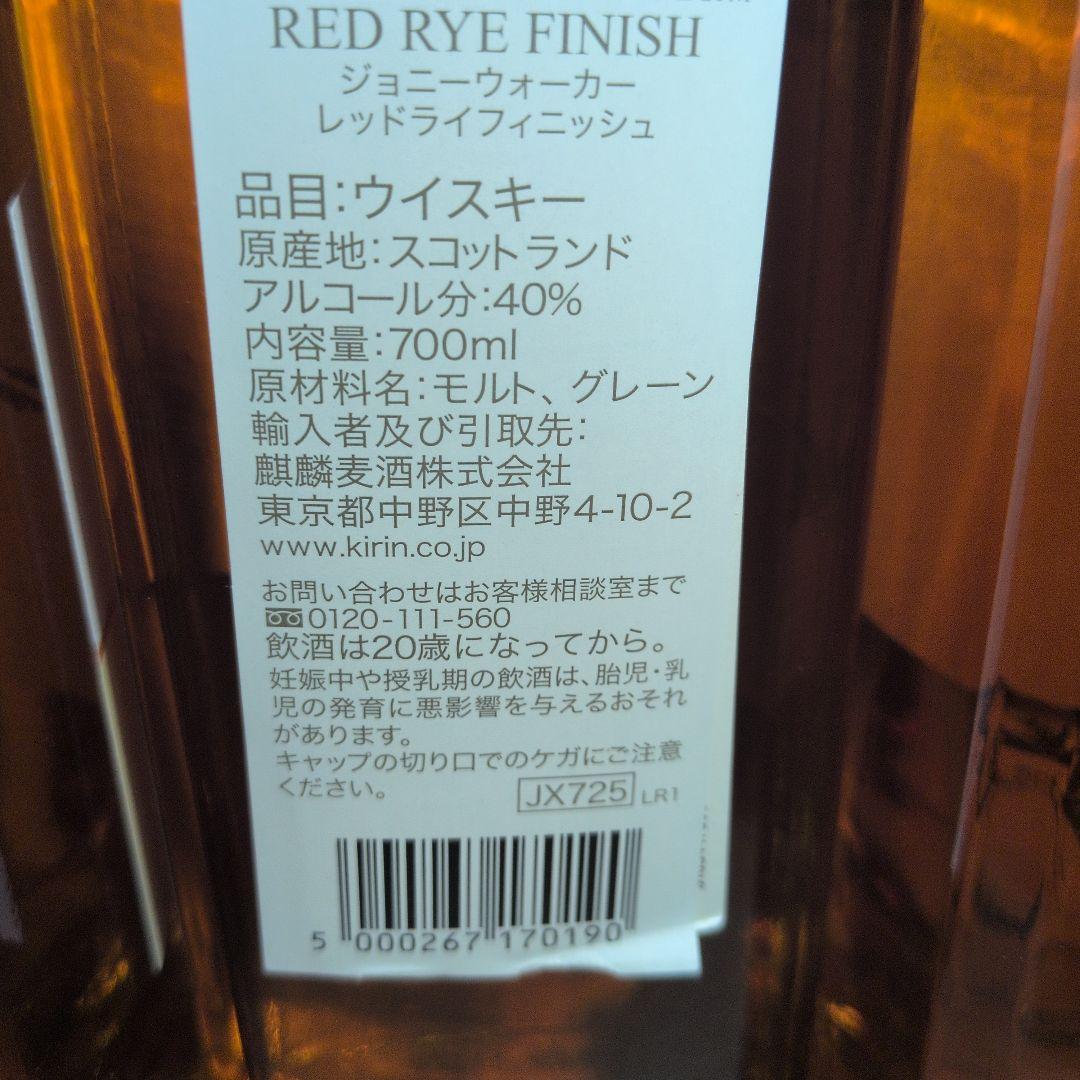 RED RYE FINISH
ジョニーウォーカー
レッドライフィニッシュ
品目:ウイスキー
原産地:スコットランド
アルコール分:40%
内容量:700ml
原材料名:モルト、グレーン
輸入者及び引取先:
麒麟麦酒株式会社
東京都中野区中野4-10-2
www.kirin.co.jp
お問い合わせはお客様相談室まで
0120-111-560
飲酒は20歳になってから。
妊娠中や授乳期の飲酒は、胎児・乳
児の発育に悪影響を与えるおそれ
があります。
キャップの切り口でのケガにご注意
ください。
JX725 LR1
5 000267 170190